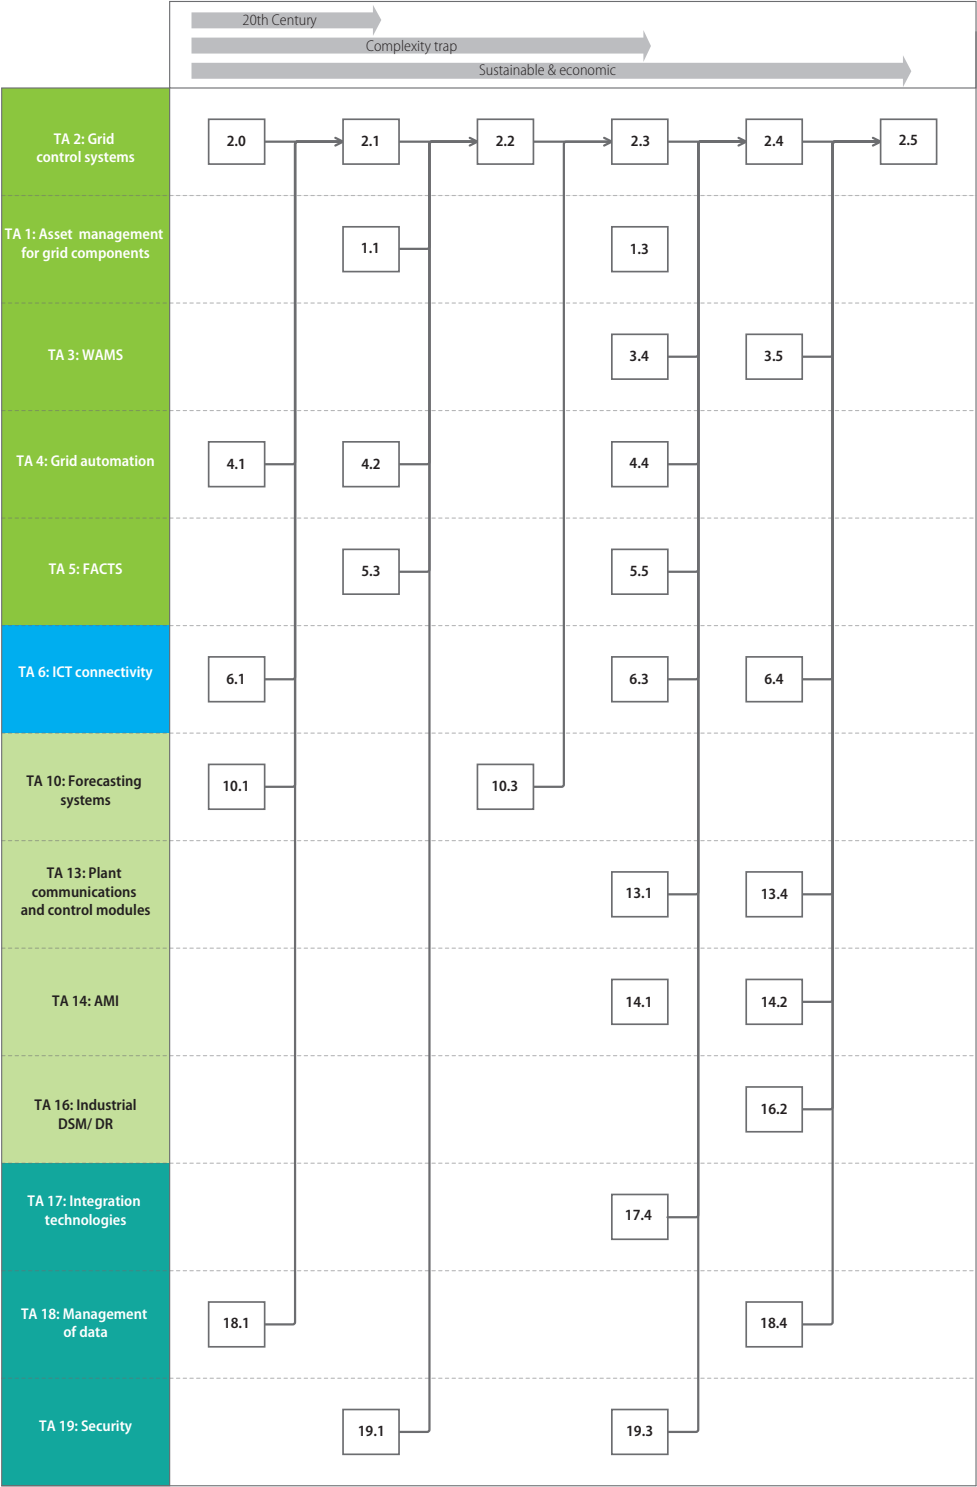 20th Century
Complexity trap
Sustainable & economic
TA 2: Grid
control systems
2.0
2.1
2.2
2.3
2.4
2.5
TA 1: Asset management
for grid components
1.1
1.3
TA 3: WAMS
3.4
3.5
TA 4: Grid automation
4.1
4.2
4.4
TA 5: FACTS
5.3
5.5
TA 6: ICT connectivity
6.1
6.3
6.4
TA 10: Forecasting
systems
10.1
10.3
TA 13: Plant
communications
and control modules
13.1
13.4
TA 14: AMI
14.1
14.2
TA 16: Industrial
DSM/ DR
16.2
TA 17: Integration
technologies
17.4
TA 18: Management
of data
18.1
18.4
TA 19: Security
19.1
19.3